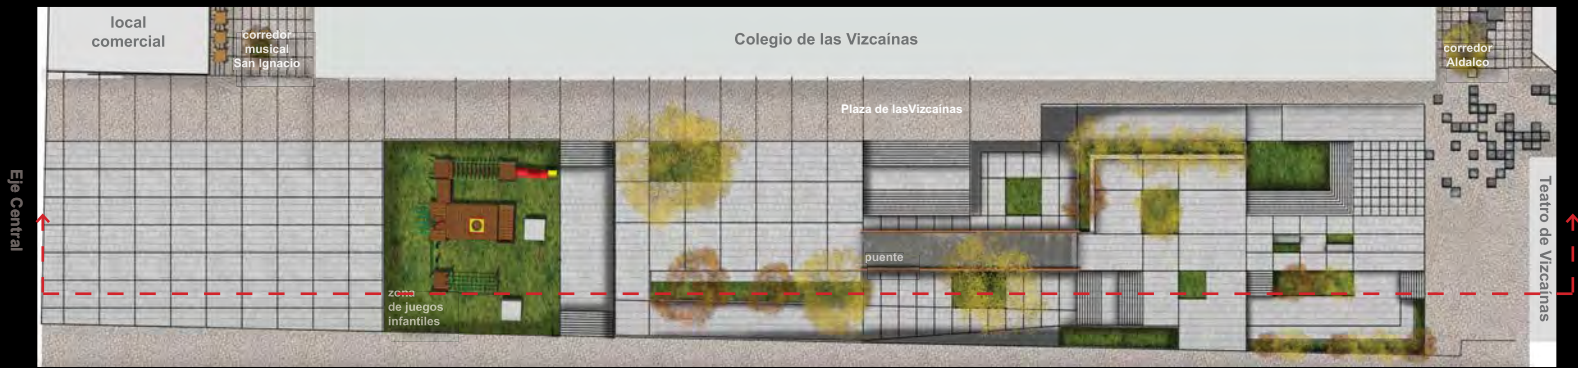 local
comercial
corredor
musical
San Ignacio
Colegio de las Vizcaínas
corredor
Aldalco
Plaza de lasVizcaínas
Eje Central
puente
Teatro de Vizcaínas
zona
de juegos
infantiles